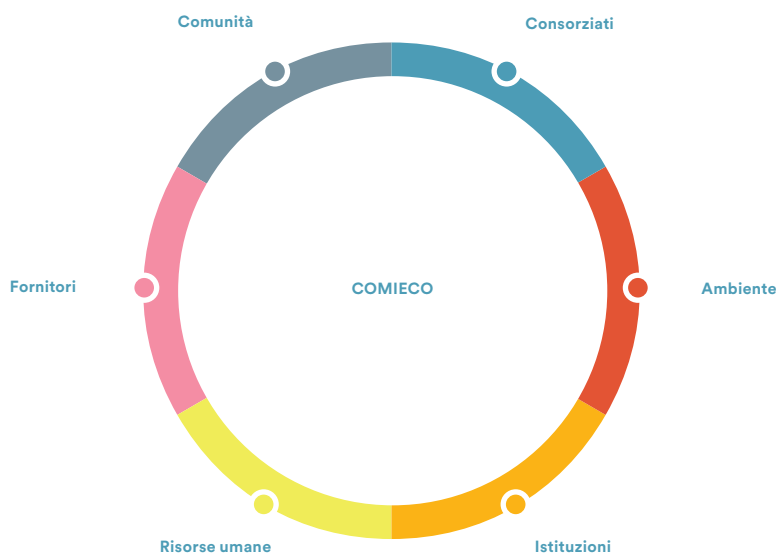 Comunità
Consorziati
Fornitori
COMIECO
Ambiente
Risorse umane
Istituzioni